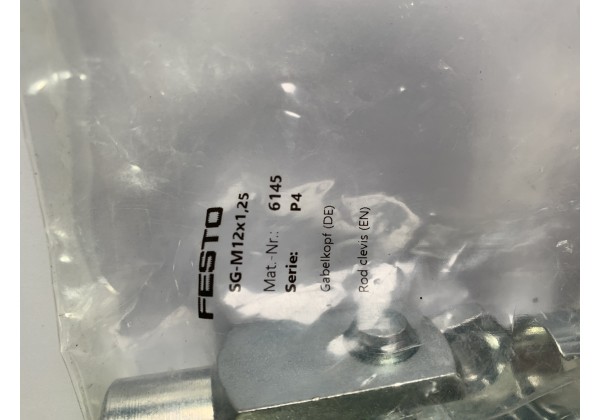 FESTO
SG-M12x1,25
Mat.-Nr.: 6145
Serie: P4
Gabelkopf (DE)
Rod clevis (EN)